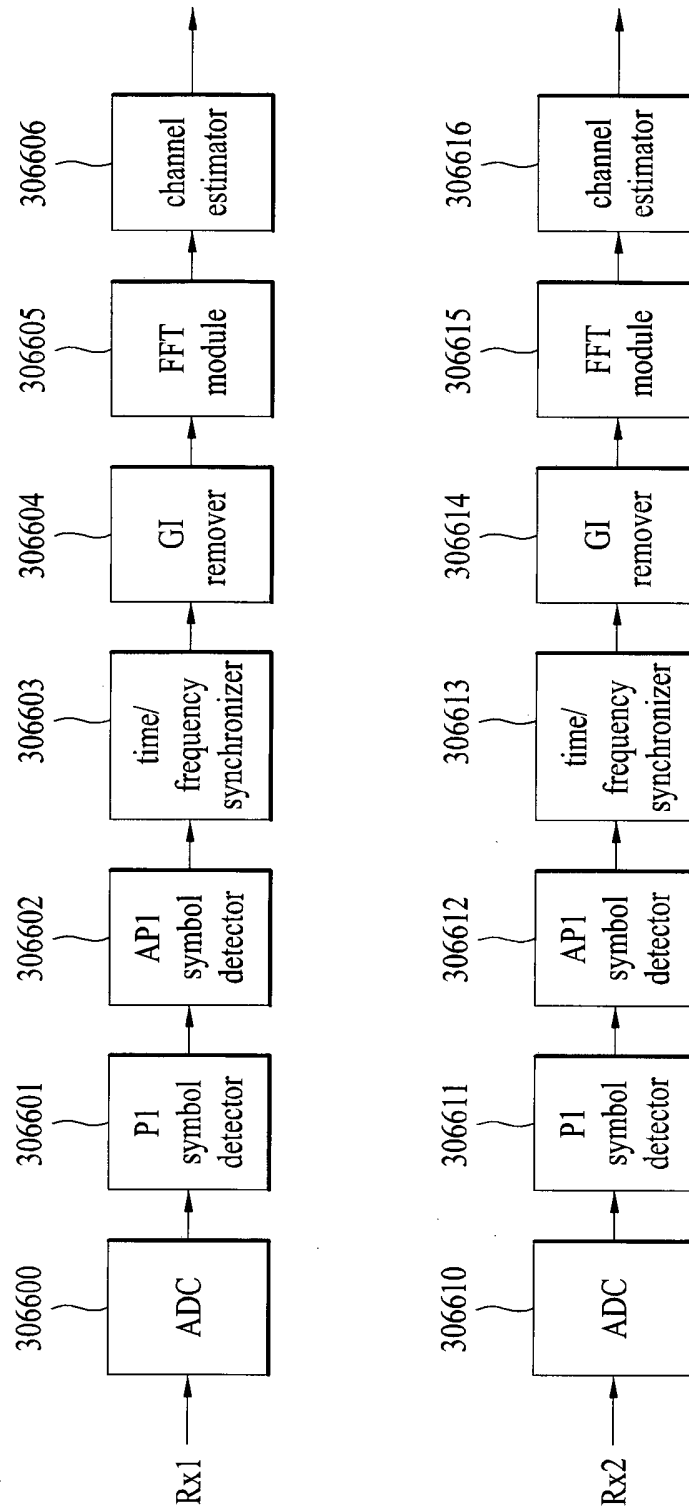 306600
306601
306602
306603
306604
306605
306606
Rx1
ADC
P1
symbol
detector
AP1
symbol
detector
time/
frequency
synchronizer
GI
remover
FFT
module
channel
estimator
306610
306611
306612
306613
306614
306615
306616
Rx2
ADC
P1
symbol
detector
AP1
symbol
detector
time/
frequency
synchronizer
GI
remover
FFT
module
channel
estimator